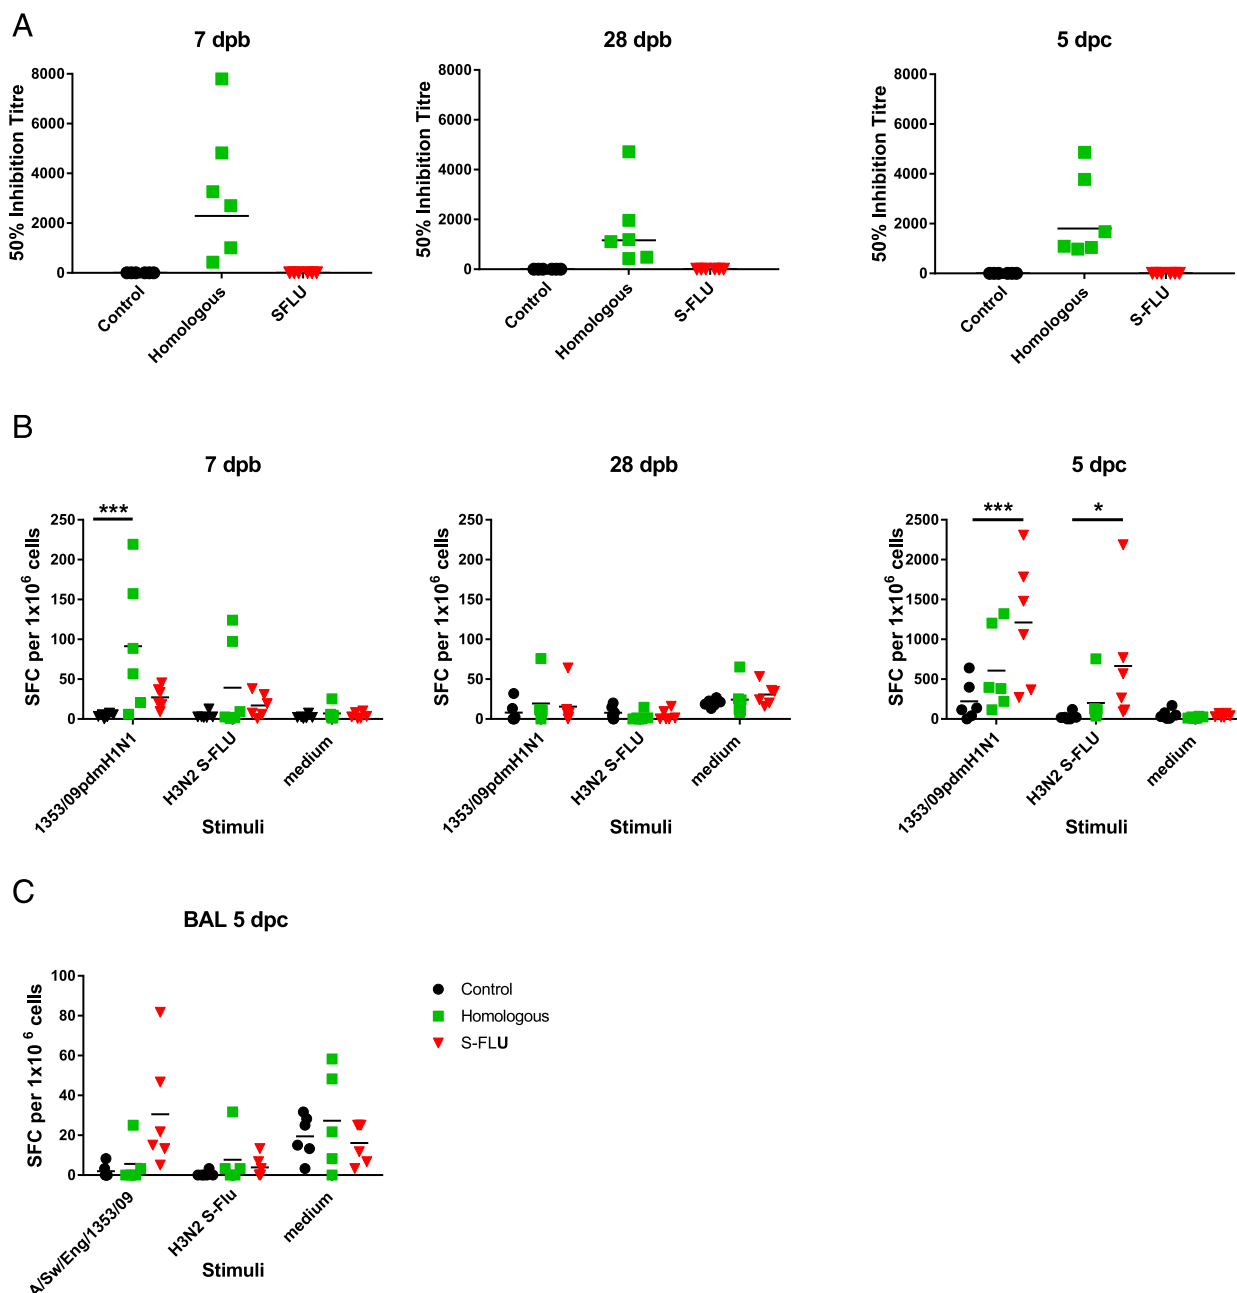 A
7 dpb
28 dpb
5 dpc
50% Inhibition Titre
8000
6000
4000
2000
0
Control
Homologous
SFLU
50% Inhibition Titre
8000
6000
4000
2000
0
Control
Homologous
S-FLU
50% Inhibition Titre
8000
6000
4000
2000
0
Control
Homologous
S-FLU
B
7 dpb
28 dpb
5 dpc
SFC per 1x10⁶ cells
250
200
150
100
50
0
***
1353/09pdmH1N1
H3N2 S-FLU
medium
Stimuli
SFC per 1x10⁶ cells
250
200
150
100
50
0
1353/09pdmH1N1
H3N2 S-FLU
medium
Stimuli
SFC per 1x10⁶ cells
2500
2000
1500
1000
500
0
***
*
1353/09pdmH1N1
H3N2 S-FLU
medium
Stimuli
C
BAL 5 dpc
SFC per 1x10⁶ cells
100
80
60
40
20
0
A/Sw/Eng/1353/09
H3N2 S-Flu
medium
Stimuli
Control
Homologous
S-FLU